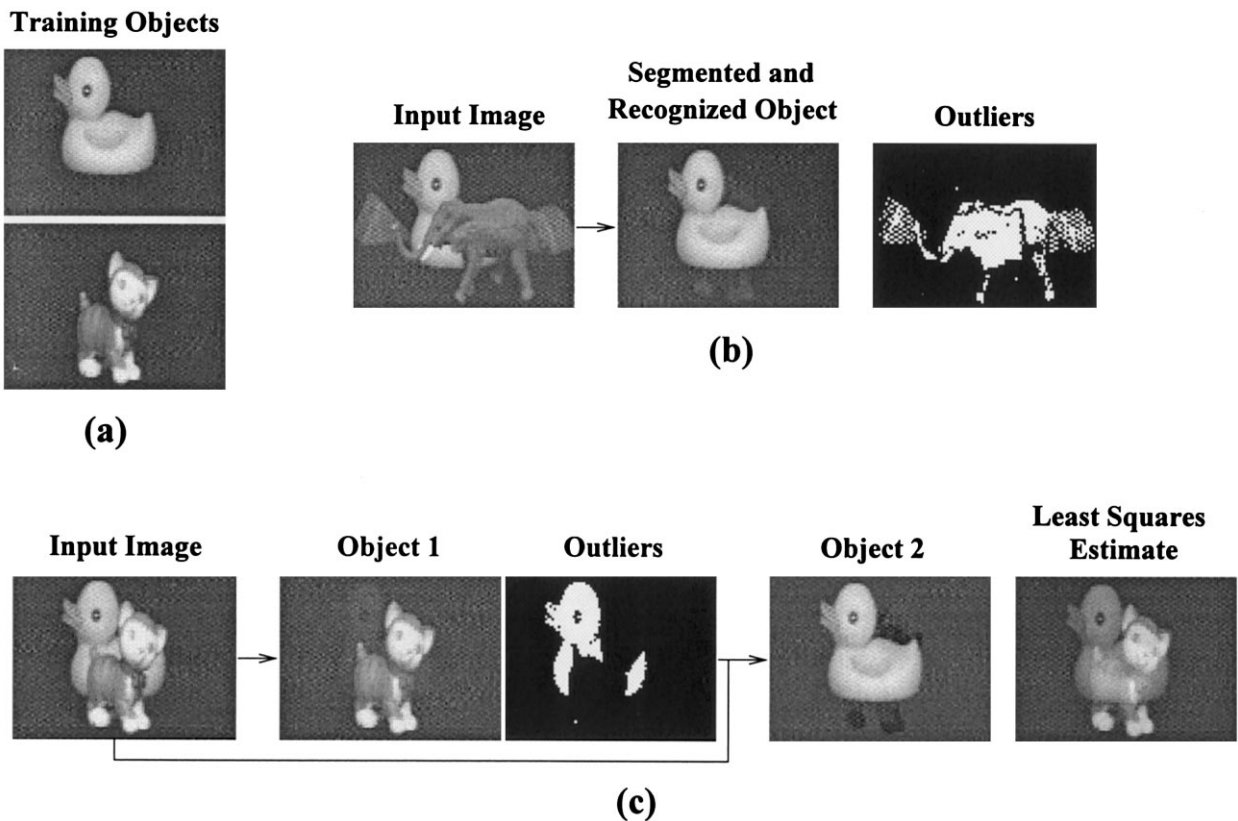 Training Objects
(a)
Input Image
Segmented and
Recognized Object
Outliers
(b)
Input Image
Object 1
Outliers
Object 2
Least Squares
Estimate
(c)